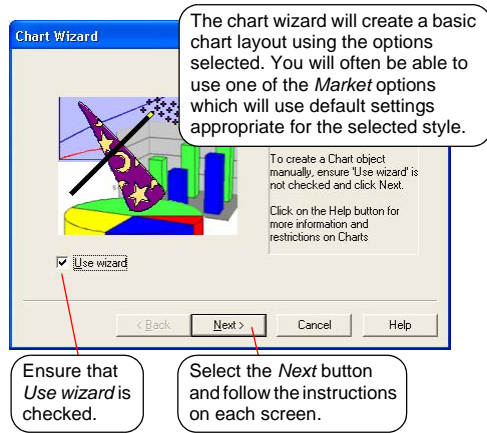 Chart Wizard
The chart wizard will create a basic
chart layout using the options
selected. You will often be able to
use one of the Market options
which will use default settings
appropriate for the selected style.
To create a Chart object
manually, ensure 'Use wizard' is
not checked and click Next.
Click on the Help button for
more information and
restrictions on Charts
Use wizard
< Back
Next >
Cancel
Help
Ensure that
Use wizard is
checked.
Select the Next button
and follow the instructions
on each screen.